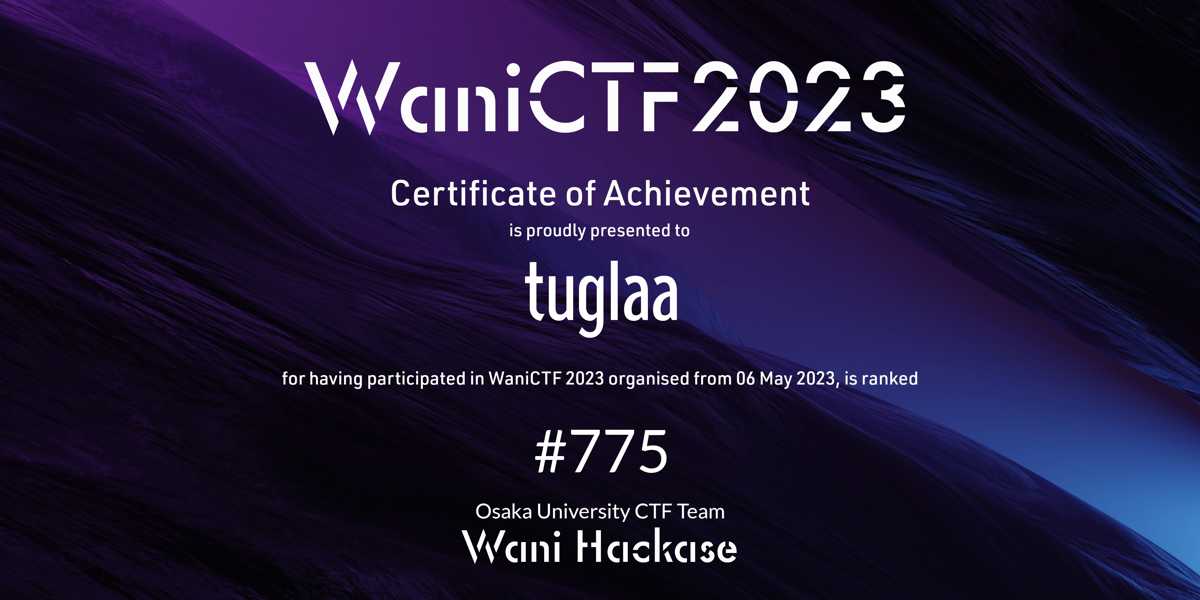 WaniCTF2023
Certificate of Achievement
is proudly presented to
tuglaa
for having participated in WaniCTF 2023 organised from 06 May 2023, is ranked
#775
Osaka University CTF Team
Wani Hackase